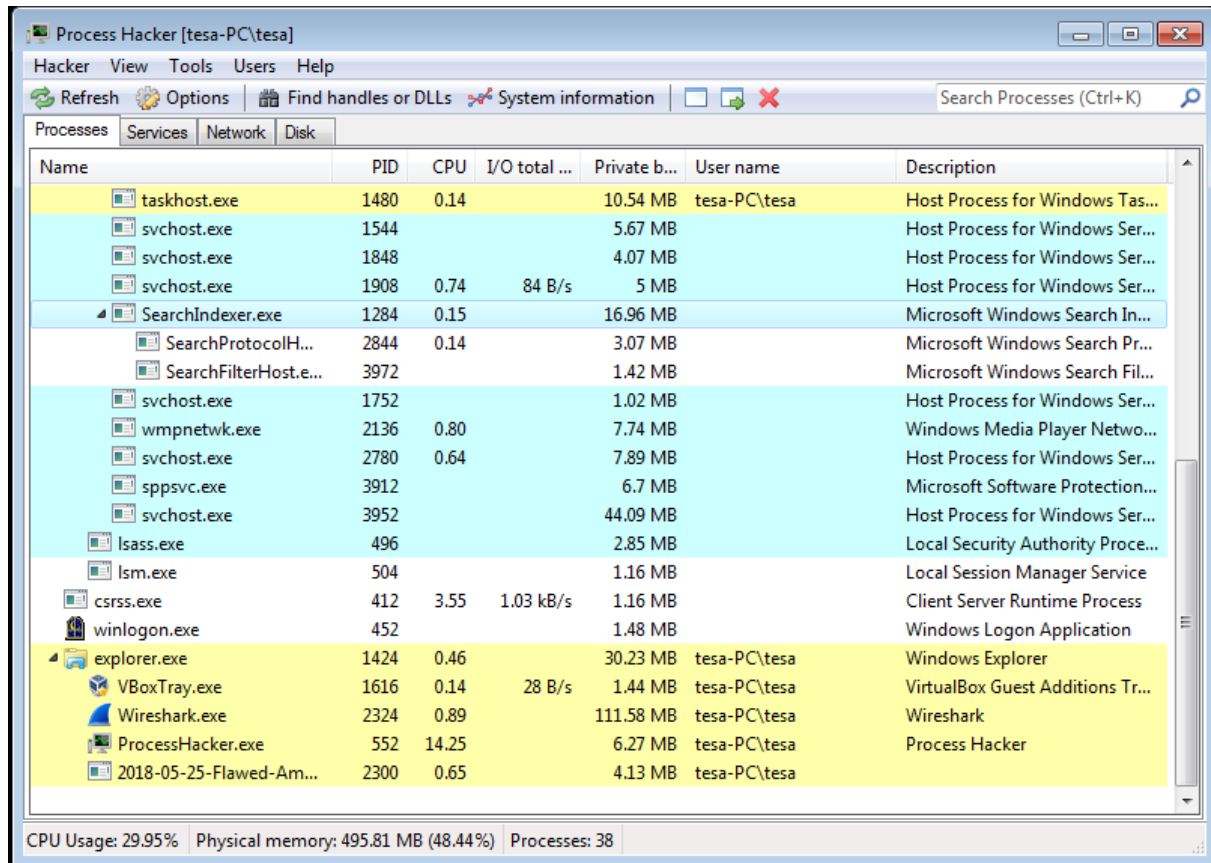 Process Hacker [tesa-PC\tesa]
Hacker View Tools Users Help
Refresh Options Find handles or DLLs System information Search Processes (Ctrl+K)
Processes Services Network Disk
Name PID CPU I/O total ... Private b... User name Description
taskhost.exe 1480 0.14 10.54 MB tesa-PC\tesa Host Process for Windows Tas...
svchost.exe 1544 5.67 MB Host Process for Windows Ser...
svchost.exe 1848 4.07 MB Host Process for Windows Ser...
svchost.exe 1908 0.74 84 B/s 5 MB Host Process for Windows Ser...
SearchIndexer.exe 1284 0.15 16.96 MB Microsoft Windows Search In...
SearchProtocolH... 2844 0.14 3.07 MB Microsoft Windows Search Pr...
SearchFilterHost.e... 3972 1.42 MB Microsoft Windows Search Fil...
svchost.exe 1752 1.02 MB Host Process for Windows Ser...
wmpnetwk.exe 2136 0.80 7.74 MB Windows Media Player Netwo...
svchost.exe 2780 0.64 7.89 MB Host Process for Windows Ser...
sppsvc.exe 3912 6.7 MB Microsoft Software Protection...
svchost.exe 3952 44.09 MB Host Process for Windows Ser...
lsass.exe 496 2.85 MB Local Security Authority Proce...
lsm.exe 504 1.16 MB Local Session Manager Service
csrss.exe 412 3.55 1.03 kB/s 1.16 MB Client Server Runtime Process
winlogon.exe 452 1.48 MB Windows Logon Application
explorer.exe 1424 0.46 30.23 MB tesa-PC\tesa Windows Explorer
VBoxTray.exe 1616 0.14 28 B/s 1.44 MB tesa-PC\tesa VirtualBox Guest Additions Tr...
Wireshark.exe 2324 0.89 111.58 MB tesa-PC\tesa Wireshark
ProcessHacker.exe 552 14.25 6.27 MB tesa-PC\tesa Process Hacker
2018-05-25-Flawed-Am... 2300 0.65 4.13 MB tesa-PC\tesa
CPU Usage: 29.95% Physical memory: 495.81 MB (48.44%) Processes: 38